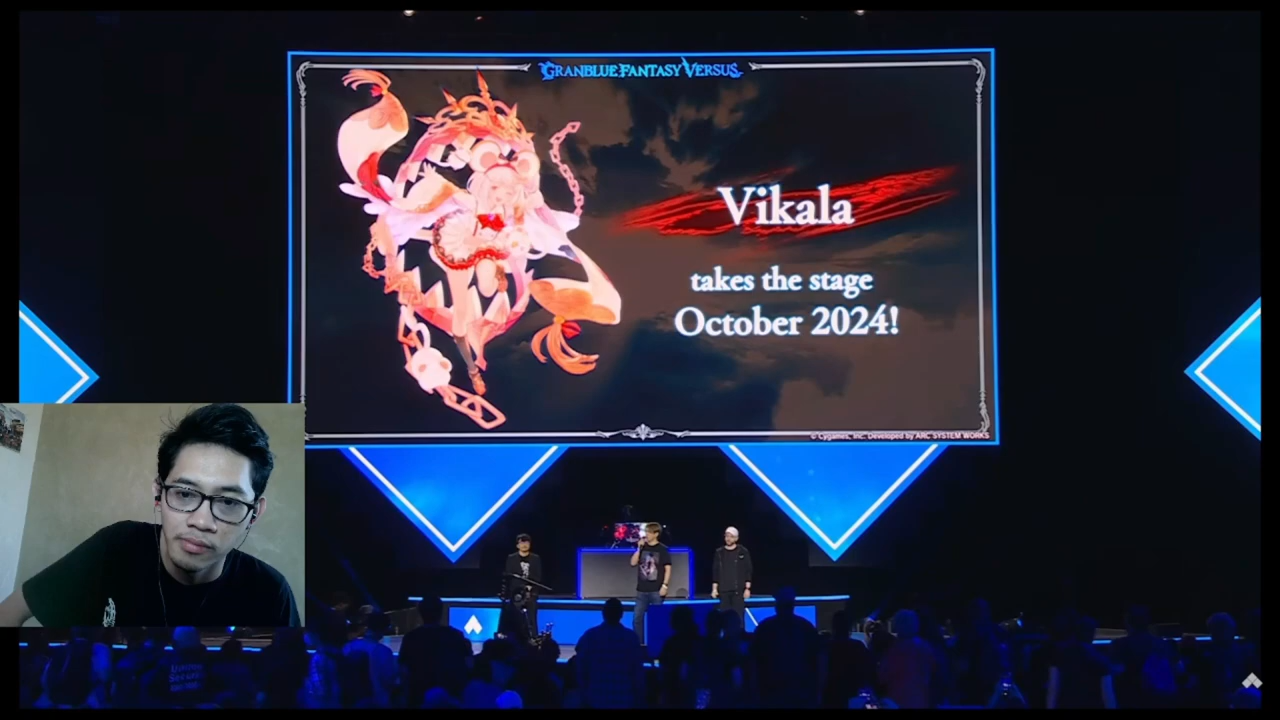 GRANBLUE FANTASY VERSUS
Vikala
takes the stage
October 2024!
© Cygames, Inc. Developed by ARC SYSTEM WORKS